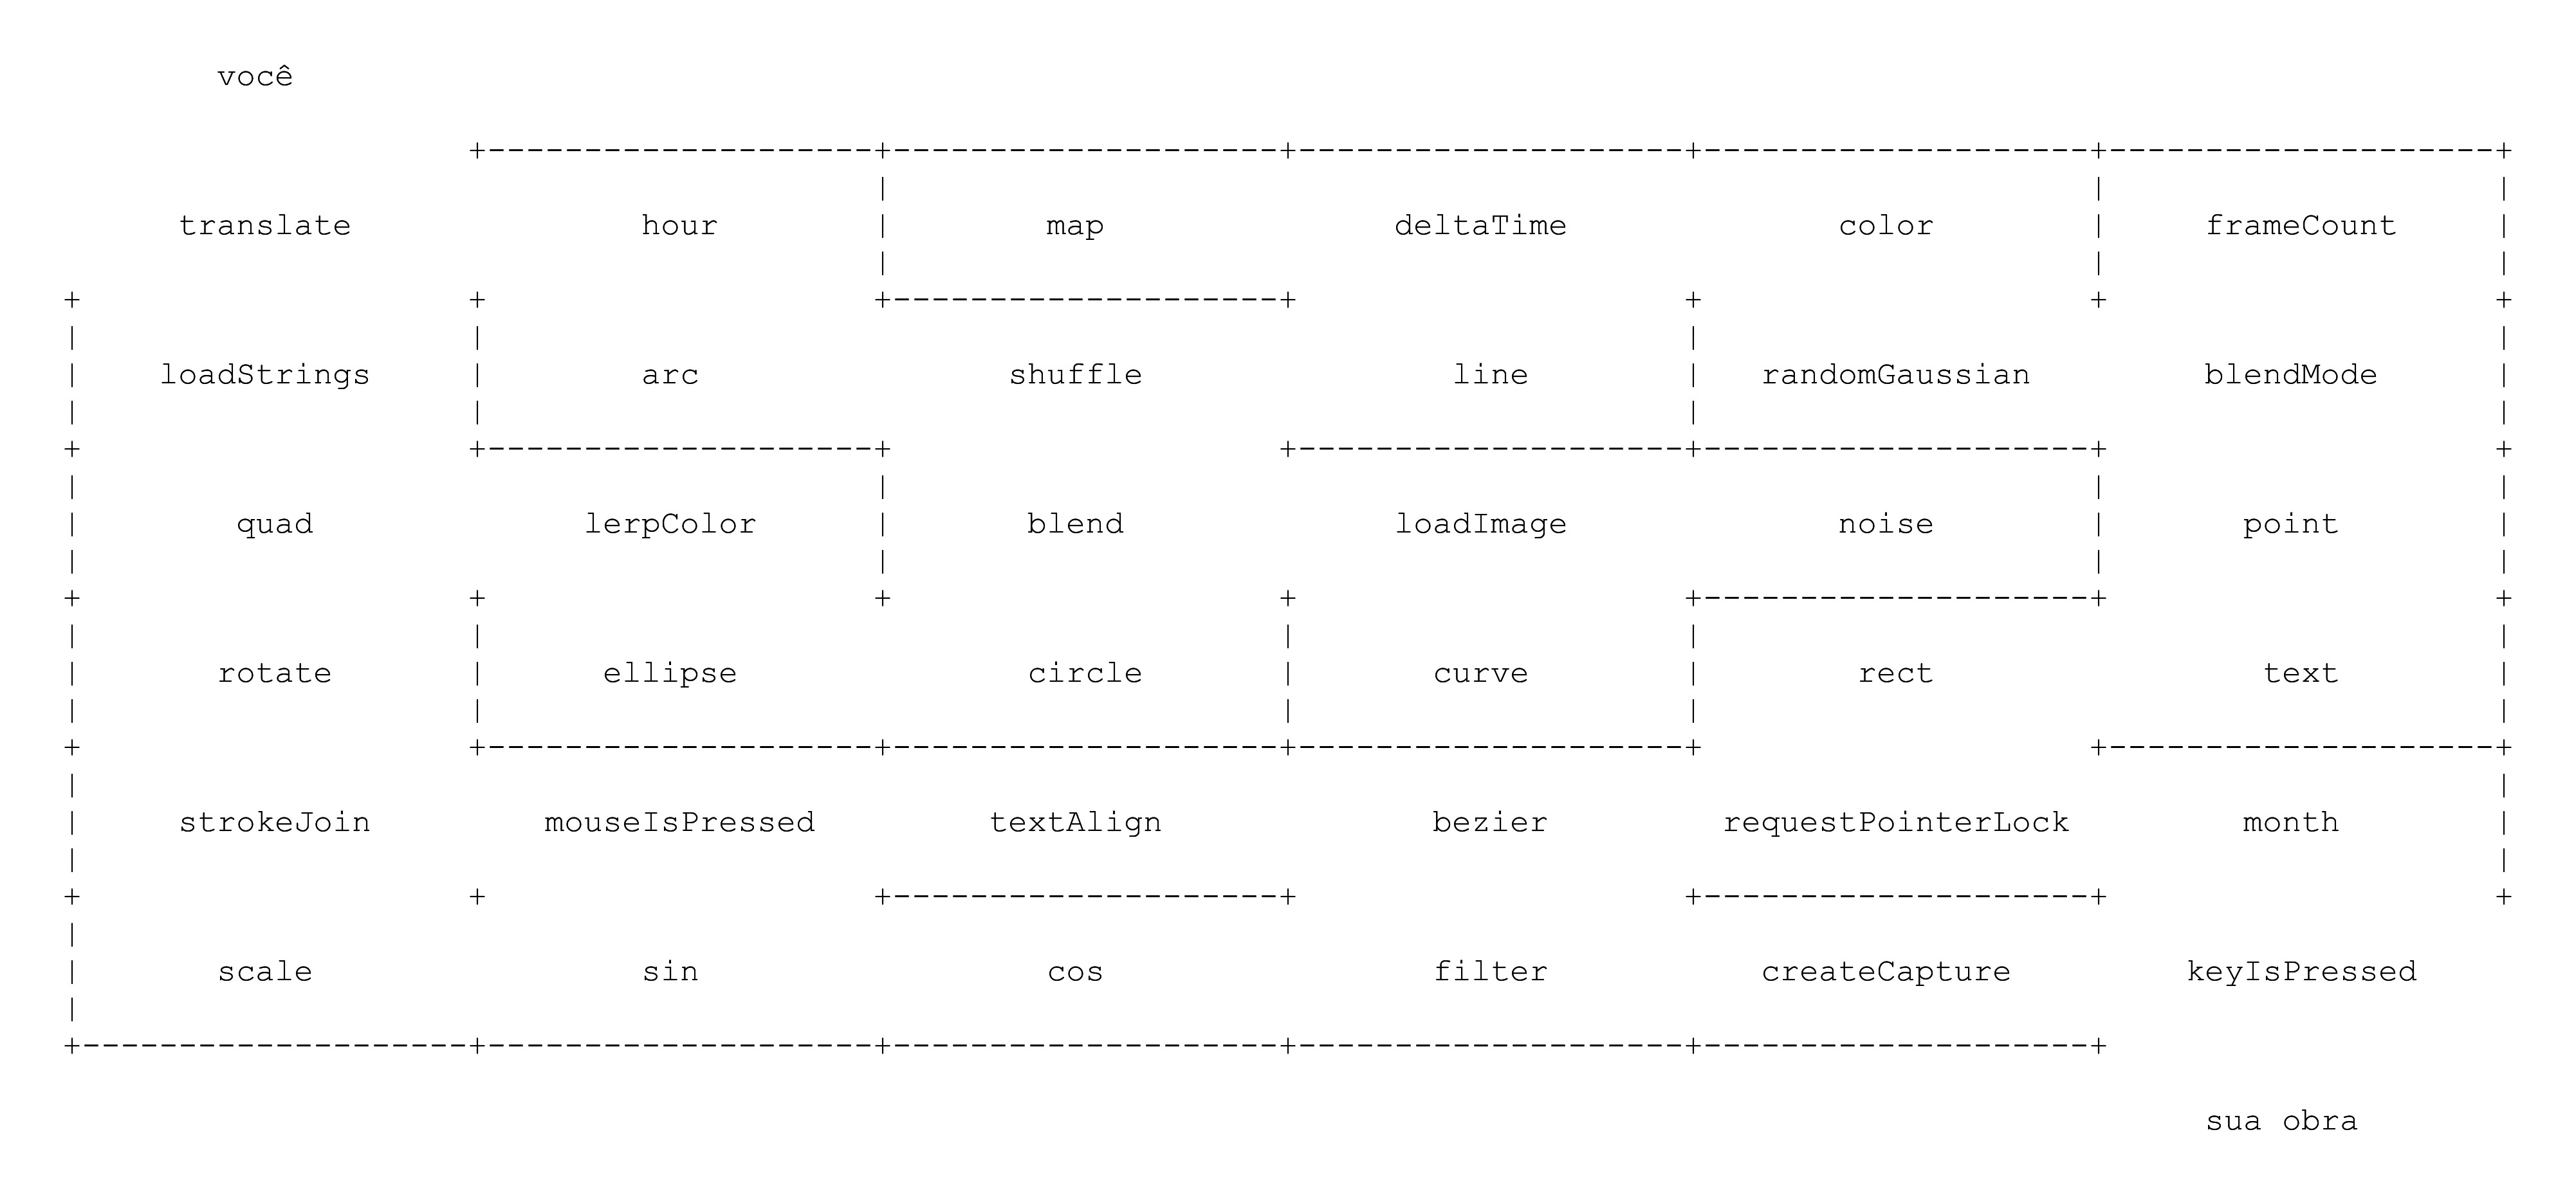 você
translate hour map deltaTime color frameCount
loadStrings arc shuffle line randomGaussian blendMode
quad lerpColor blend loadImage noise point
rotate ellipse circle curve rect text
strokeJoin mouseIsPressed textAlign bezier requestPointerLock month
scale sin cos filter createCapture keyIsPressed
sua obra